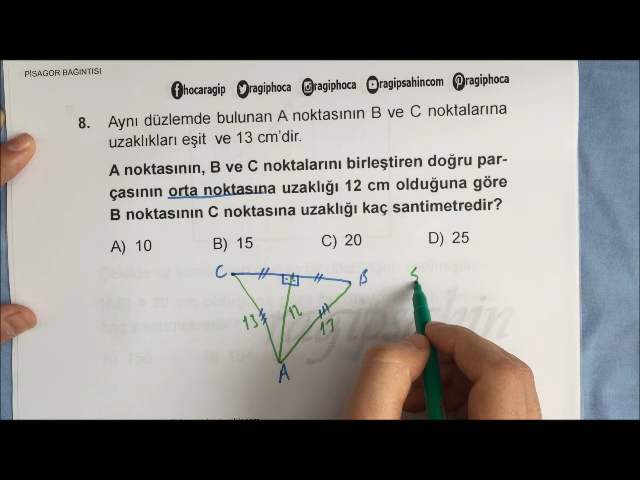 PİSAGOR BAĞINTISI
hocaragip ragiphoca ragiphoca ragipsahincom ragiphoca
8. Aynı düzlemde bulunan A noktasının B ve C noktalarına
uzaklıkları eşit ve 13 cm'dir.
A noktasının, B ve C noktalarını birleştiren doğru par-
çasının orta noktasına uzaklığı 12 cm olduğuna göre
B noktasının C noktasına uzaklığı kaç santimetredir?
A) 10 B) 15 C) 20 D) 25
C B
13 12 13
A
ragipsahin